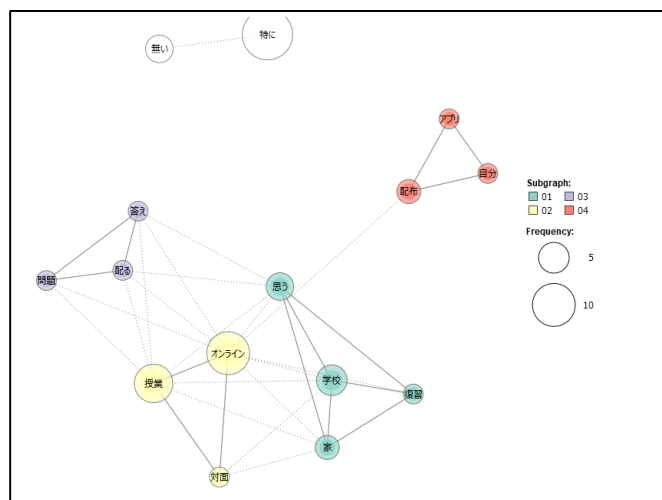 特に
無い
アプリ
自分
配布
Subgraph:
01 03
02 04
Frequency:
5
10
答え
配る
問題
思う
オンライン
授業
学校
復習
家
対面